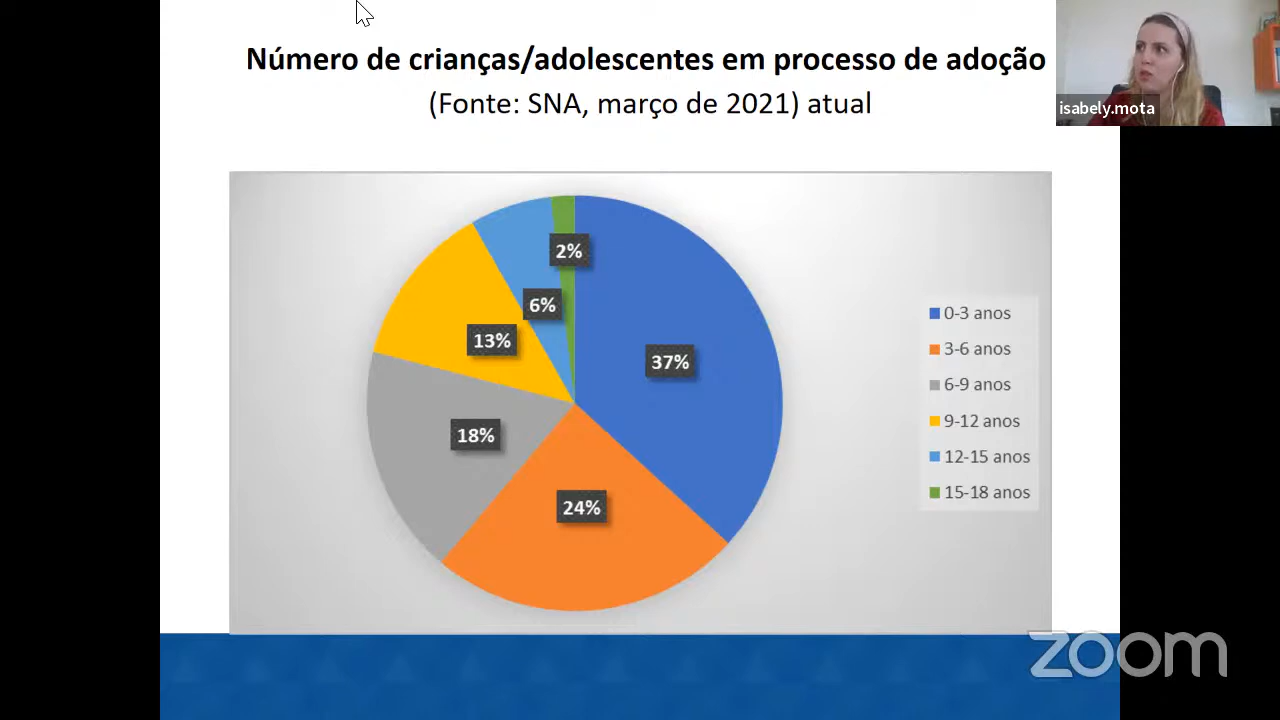 Número de crianças/adolescentes em processo de adoção
(Fonte: SNA, março de 2021) atual
isabely.mota
2%
6%
13%
37%
18%
24%
0-3 anos
3-6 anos
6-9 anos
9-12 anos
12-15 anos
15-18 anos
zoom